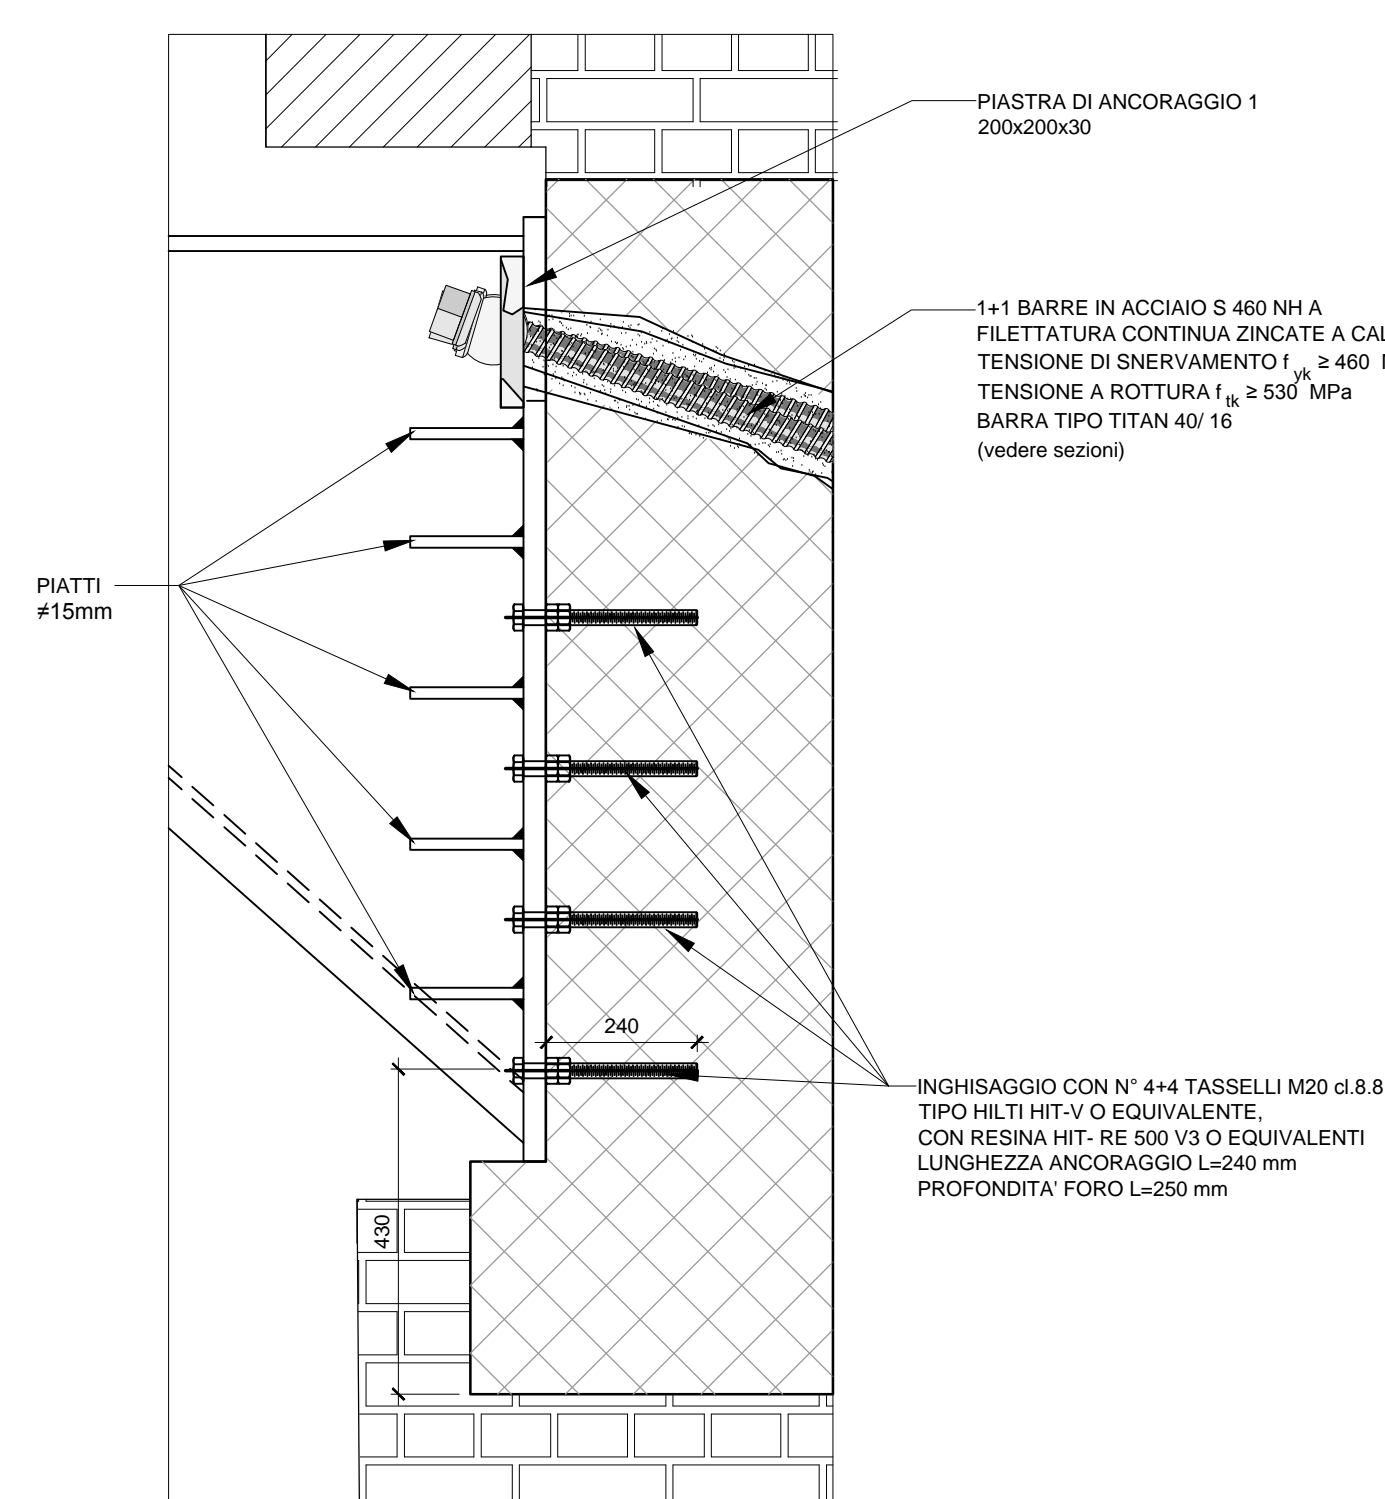 PIASTRA DI ANCORAGGIO 1
200x200x30
1+1 BARRE IN ACCIAIO S 460 NH A
FILETTATURA CONTINUA ZINCATE A
TENSIONE DI SNERVAMENTO fyk ≥ 460
TENSIONE A ROTTURA ftk ≥ 530 MPa
BARRA TIPO TITAN 40/ 16
(vedere sezioni)
PIATTI
≠15mm
240
430
INGHISAGGIO CON N° 4+4 TASSELLI M20 cl.8.8
TIPO HILTI HIT-V O EQUIVALENTE,
CON RESINA HIT- RE 500 V3 O EQUIVALENTI
LUNGHEZZA ANCORAGGIO L=240 mm
PROFONDITA' FORO L=250 mm